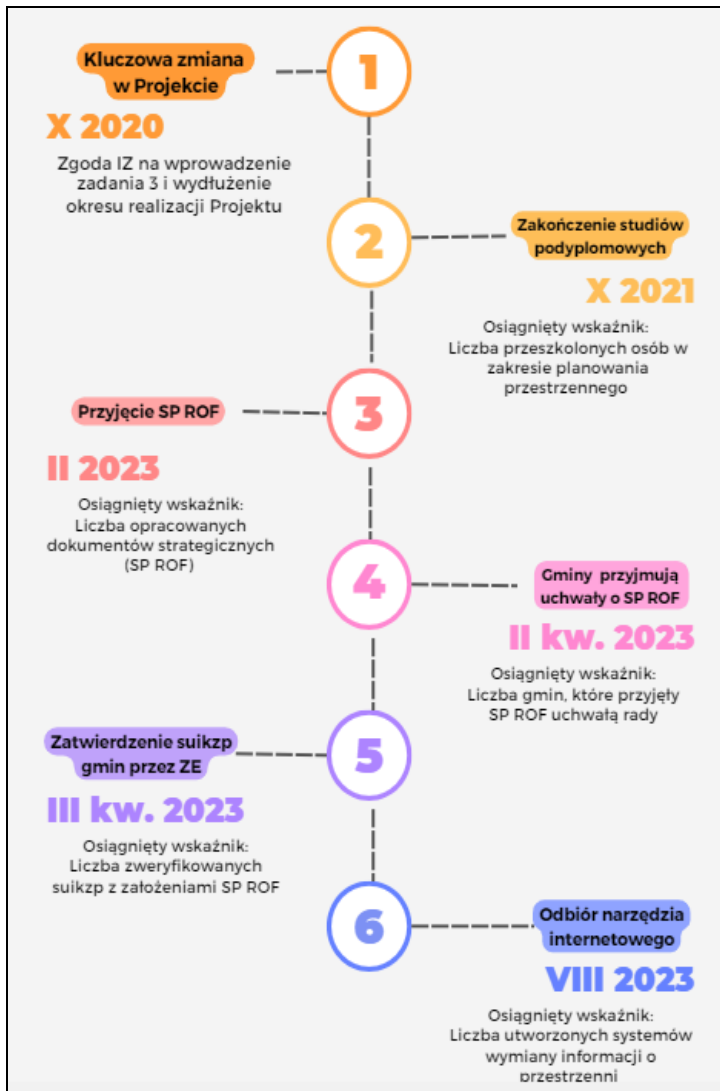 1
Kluczowa zmiana
w Projekcie
X 2020
Zgoda IZ na wprowadzenie
zadania 3 i wydłużenie
okresu realizacji Projektu
2
Zakończenie studiów
podyplomowych
X 2021
Osiągnięty wskaźnik:
Liczba przeszkolonych osób w
zakresie planowania
przestrzennego
3
Przyjęcie SP ROF
II 2023
Osiągnięty wskaźnik:
Liczba opracowanych
dokumentów strategicznych
(SP ROF)
4
Gminy przyjmują
uchwały o SP ROF
II kw. 2023
Osiągnięty wskaźnik:
Liczba gmin, które przyjęły
SP ROF uchwałą rady
5
Zatwierdzenie suikzp
gmin przez ZE
III kw. 2023
Osiągnięty wskaźnik:
Liczba zweryfikowanych
suikzp z założeniami SP ROF
6
Odbiór narzędzia
internetowego
VIII 2023
Osiągnięty wskaźnik:
Liczba utworzonych systemów
wymiany informacji o
przestrzenni